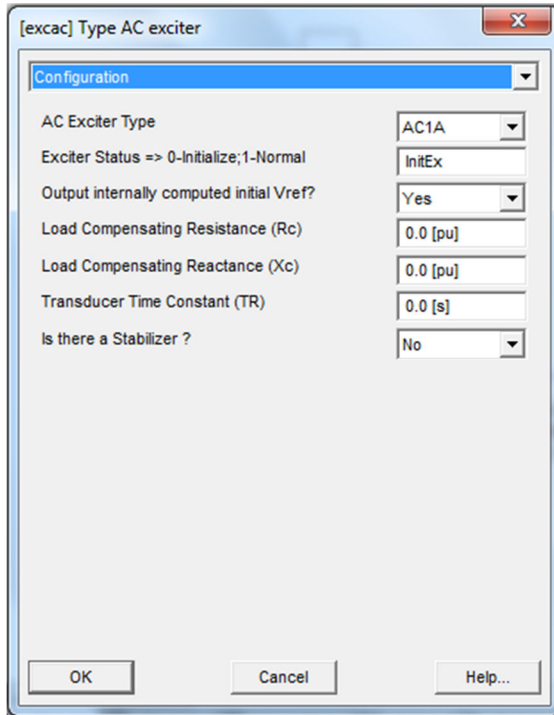 [excac] Type AC exciter
Configuration
AC Exciter Type AC1A
Exciter Status => 0-Initialize;1-Normal InitEx
Output internally computed initial Vref? Yes
Load Compensating Resistance (Rc) 0.0 [pu]
Load Compensating Reactance (Xc) 0.0 [pu]
Transducer Time Constant (TR) 0.0 [s]
Is there a Stabilizer ? No
OK Cancel Help...